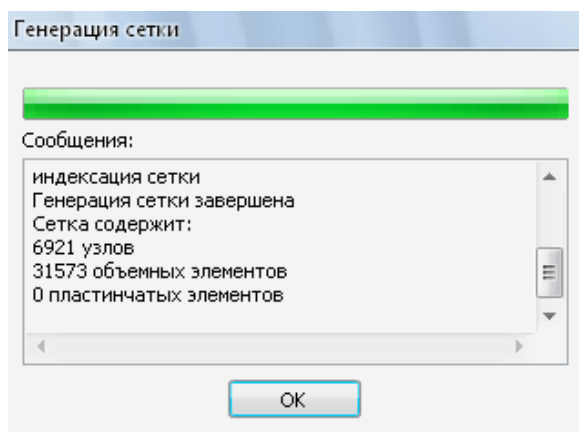 Генерация сетки
Сообщения:
индексация сетки
Генерация сетки завершена
Сетка содержит:
6921 узлов
31573 объемных элементов
0 пластинчатых элементов
OK